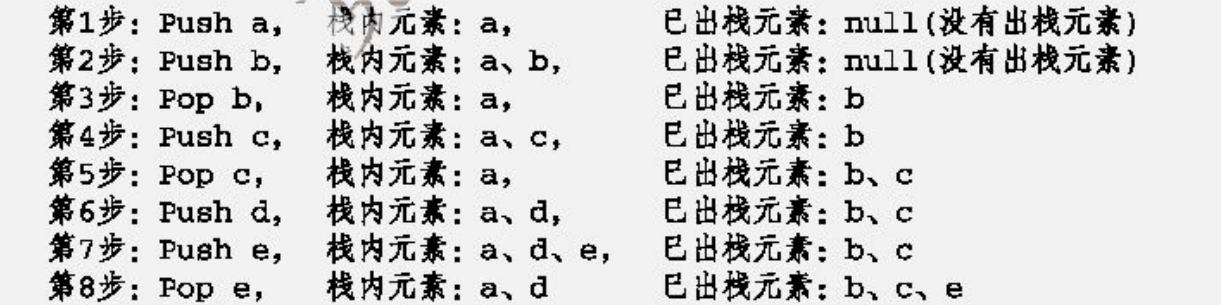 第1步: Push a, 栈内元素: a, 已出栈元素: null(没有出栈元素)
第2步: Push b, 栈内元素: a、b, 已出栈元素: null(没有出栈元素)
第3步: Pop b, 栈内元素: a, 已出栈元素: b
第4步: Push c, 栈内元素: a、c, 已出栈元素: b
第5步: Pop c, 栈内元素: a, 已出栈元素: b、c
第6步: Push d, 栈内元素: a、d, 已出栈元素: b、c
第7步: Push e, 栈内元素: a、d、e, 已出栈元素: b、c
第8步: Pop e, 栈内元素: a、d 已出栈元素: b、c、e